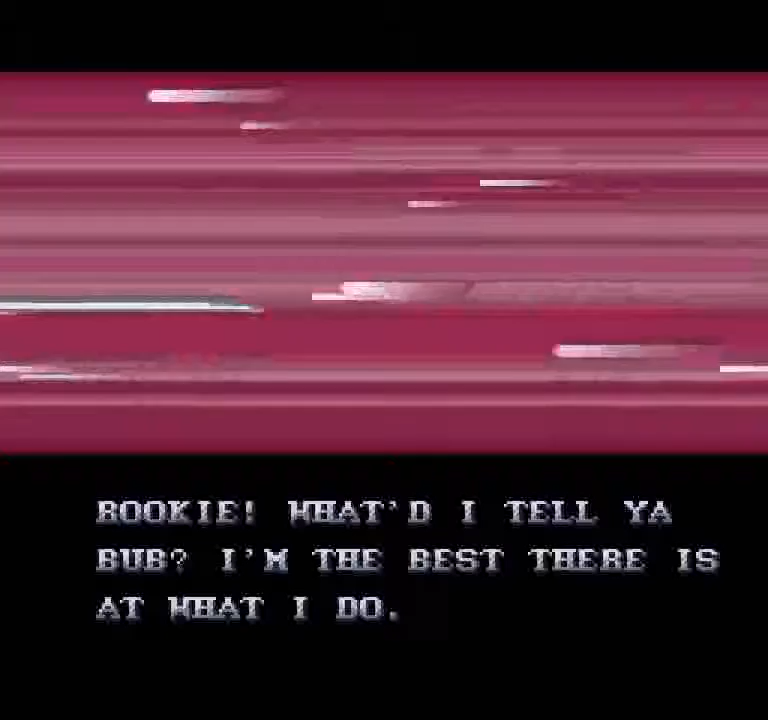 ROOKIE! WHAT'D I TELL YA
BUB? I'M THE BEST THERE IS
AT WHAT I DO.